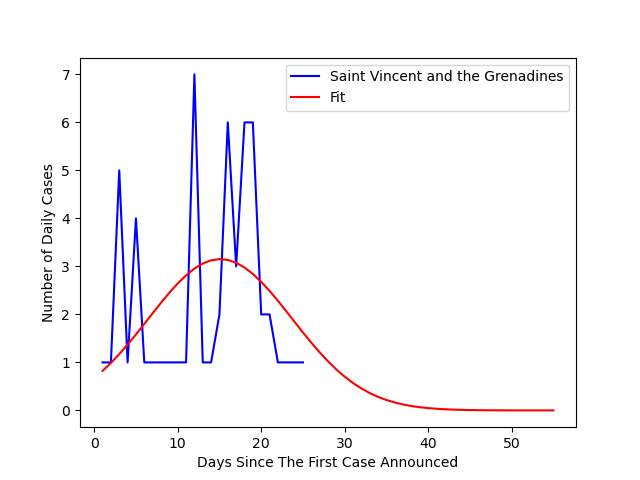 Saint Vincent and the Grenadines
Fit
Number of Daily Cases
7
6
5
4
3
2
1
0
0 10 20 30 40 50
Days Since The First Case Announced